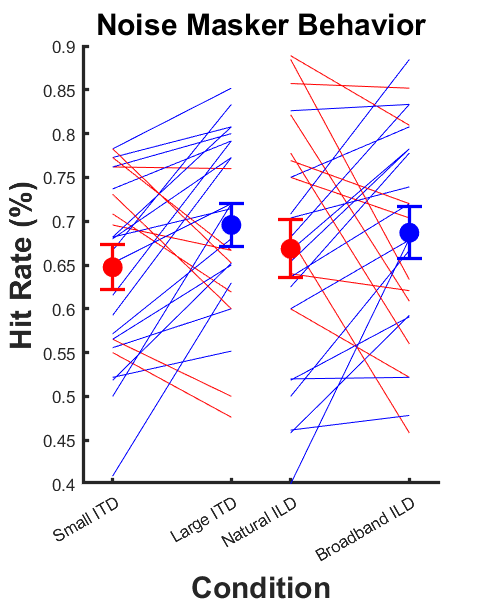 Noise Masker Behavior
Hit Rate (%)
0.9
0.85
0.8
0.75
0.7
0.65
0.6
0.55
0.5
0.45
0.4
Small ITD
Large ITD
Natural ILD
Broadband ILD
Condition